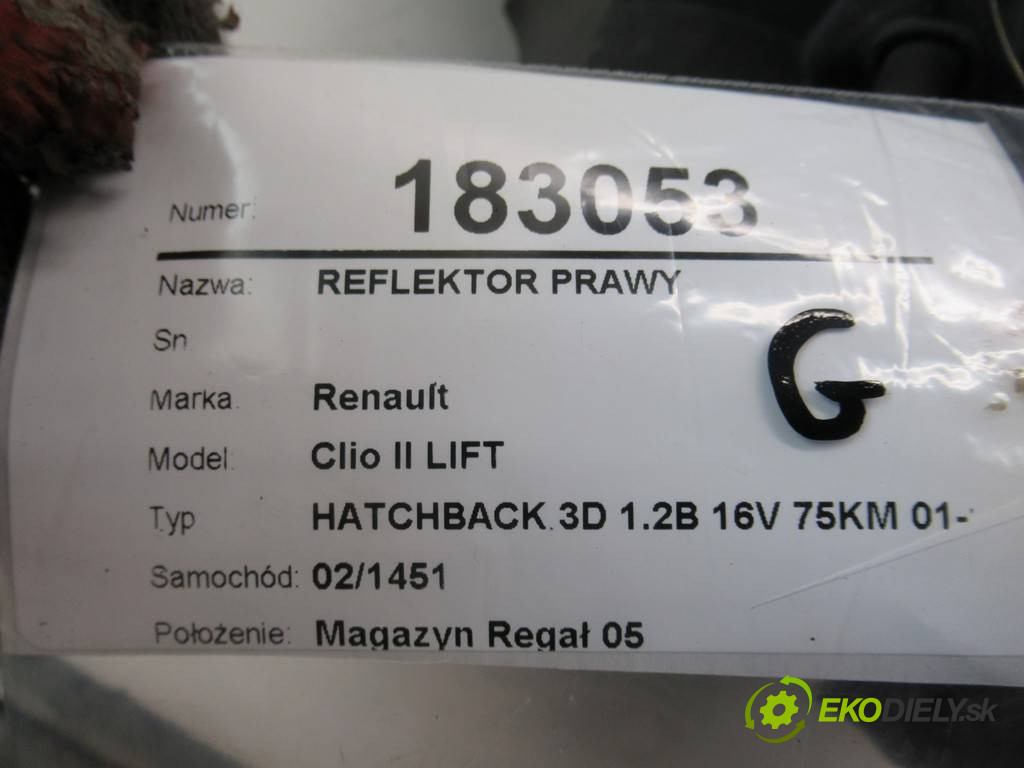 Numer: 183053
Nazwa: REFLEKTOR PRAWY
Sn
G
Marka. Renault
Model: Clio II LIFT
Typ HATCHBACK 3D 1.2B 16V 75KM 01-
Samochód: 02/1451
Położenie: Magazyn Regał 05
EKODIELY.sk